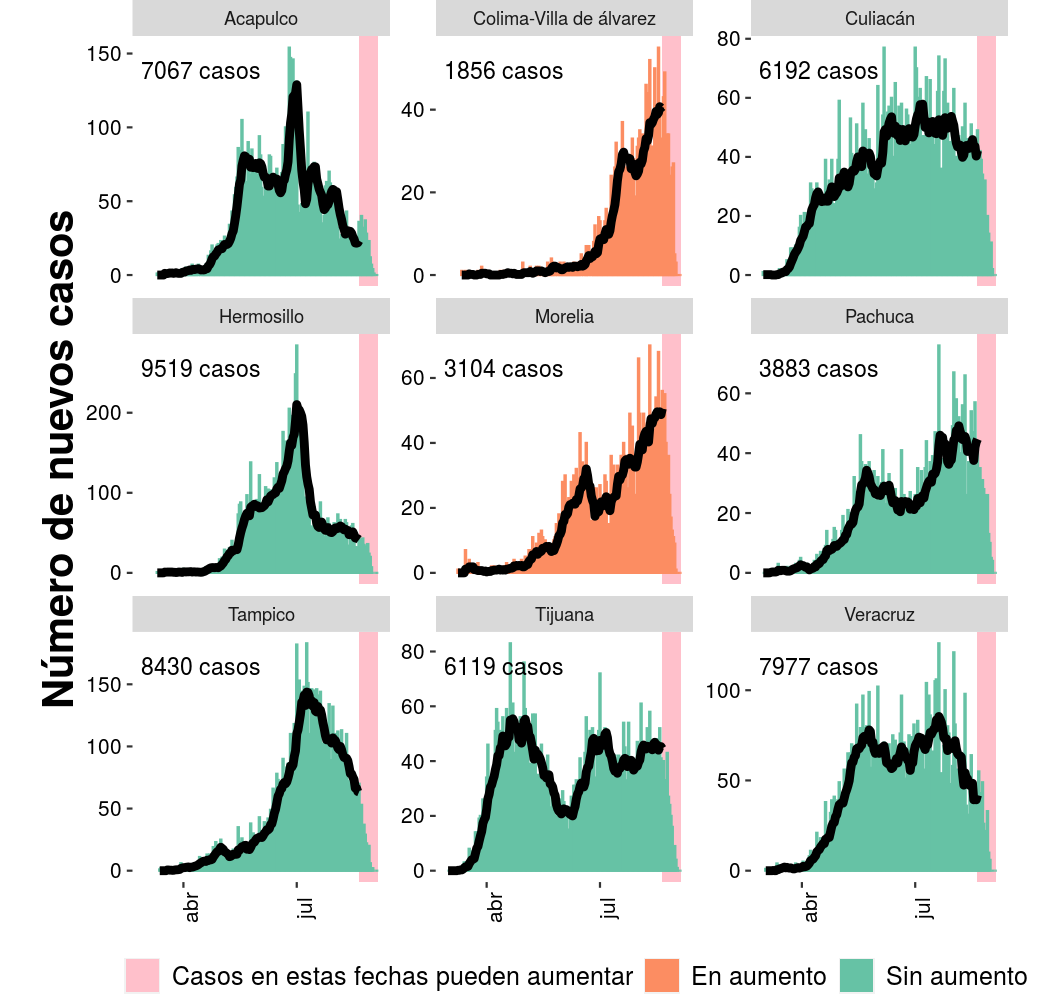 Número de nuevos casos
Acapulco
7067 casos
150
100
50
0
Colima-Villa de álvarez
1856 casos
40
20
0
Culiacán
6192 casos
80
60
40
20
0
Hermosillo
9519 casos
200
100
0
Morelia
3104 casos
60
40
20
0
Pachuca
3883 casos
60
40
20
0
Tampico
8430 casos
150
100
50
0
abr
jul
Tijuana
6119 casos
80
60
40
20
0
abr
jul
Veracruz
7977 casos
100
50
0
abr
jul
Casos en estas fechas pueden aumentar
En aumento
Sin aumento